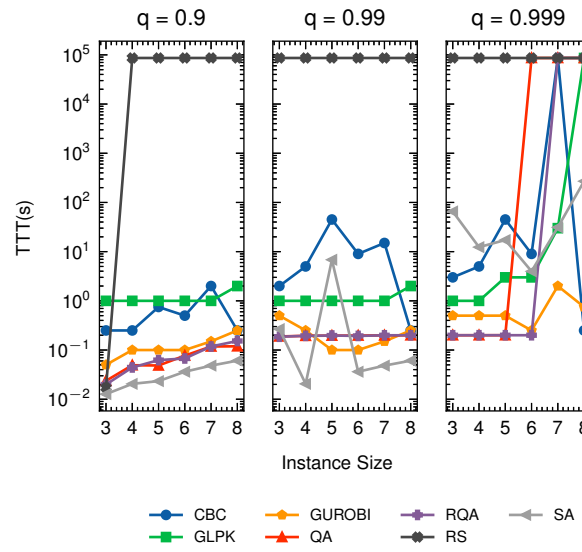 q = 0.9 q = 0.99 q = 0.999
TTT(s)
10^5
10^4
10^3
10^2
10^1
10^0
10^−1
10^−2
3 4 5 6 7 8 3 4 5 6 7 8 3 4 5 6 7 8
Instance Size
CBC GUROBI RQA SA
GLPK QA RS